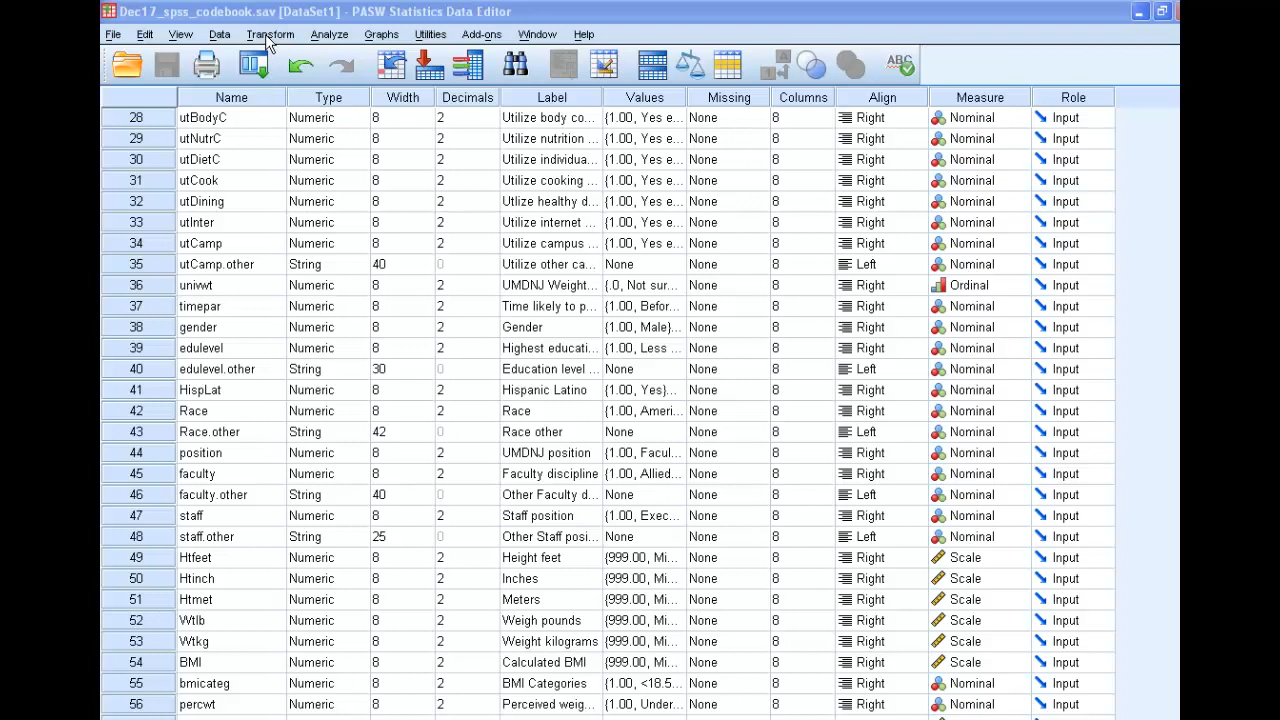 Dec17_spss_codebook.sav [DataSet1] - PASW Statistics Data Editor
File Edit View Data Transform Analyze Graphs Utilities Add-ons Window Help
ABC
Name Type Width Decimals Label Values Missing Columns Align Measure Role
28 utBodyC Numeric 8 2 Utilize body co... {1.00, Yes e... None 8 Right Nominal Input
29 utNutrC Numeric 8 2 Utilize nutrition ... {1.00, Yes e... None 8 Right Nominal Input
30 utDietC Numeric 8 2 Utilize individua... {1.00, Yes e... None 8 Right Nominal Input
31 utCook Numeric 8 2 Utilize cooking ... {1.00, Yes e... None 8 Right Nominal Input
32 utDining Numeric 8 2 Utlize healthy d... {1.00, Yes e... None 8 Right Nominal Input
33 utInter Numeric 8 2 Utilize internet ... {1.00, Yes e... None 8 Right Nominal Input
34 utCamp Numeric 8 2 Utilize campus ... {1.00, Yes e... None 8 Right Nominal Input
35 utCamp.other String 40 0 Utilize other ca... None 8 Left Nominal Input
36 univwt Numeric 8 2 UMDNJ Weight... {.0, Not sur... None 8 Right Ordinal Input
37 timepar Numeric 8 2 Time likely to p... {1.00, Befor... None 8 Right Nominal Input
38 gender Numeric 8 2 Gender {1.00, Male}... None 8 Right Nominal Input
39 edulevel Numeric 8 2 Highest educati... {1.00, Less ... None 8 Right Nominal Input
40 edulevel.other String 30 0 Education level ... None None 8 Left Nominal Input
41 HispLat Numeric 8 2 Hispanic Latino {1.00, Yes}... None 8 Right Nominal Input
42 Race Numeric 8 2 Race {1.00, Ameri... None 8 Right Nominal Input
43 Race.other String 42 0 Race other None None 8 Left Nominal Input
44 position Numeric 8 2 UMDNJ position {1.00, Facul... None 8 Right Nominal Input
45 faculty Numeric 8 2 Faculty discipline {1.00, Allied... None 8 Right Nominal Input
46 faculty.other String 40 0 Other Faculty d... None None 8 Left Nominal Input
47 staff Numeric 8 2 Staff position {1.00, Exec... None 8 Right Nominal Input
48 staff.other String 25 0 Other Staff posi... None None 8 Left Nominal Input
49 Htfeet Numeric 8 2 Height feet {999.00, Mi... None 8 Right Scale Input
50 Htinch Numeric 8 2 Inches {999.00, Mi... None 8 Right Scale Input
51 Htmet Numeric 8 2 Meters {999.00, Mi... None 8 Right Scale Input
52 Wtlb Numeric 8 2 Weigh pounds {999.00, Mi... None 8 Right Scale Input
53 Wtkg Numeric 8 2 Weight kilograms {999.00, Mi... None 8 Right Scale Input
54 BMI Numeric 8 2 Calculated BMI {999.00, Mi... None 8 Right Scale Input
55 bmicateg Numeric 8 2 BMI Categories {1.00, <18.5... None 8 Right Nominal Input
56 percwt Numeric 8 2 Perceived weig... {1.00, Under... None 8 Right Nominal Input